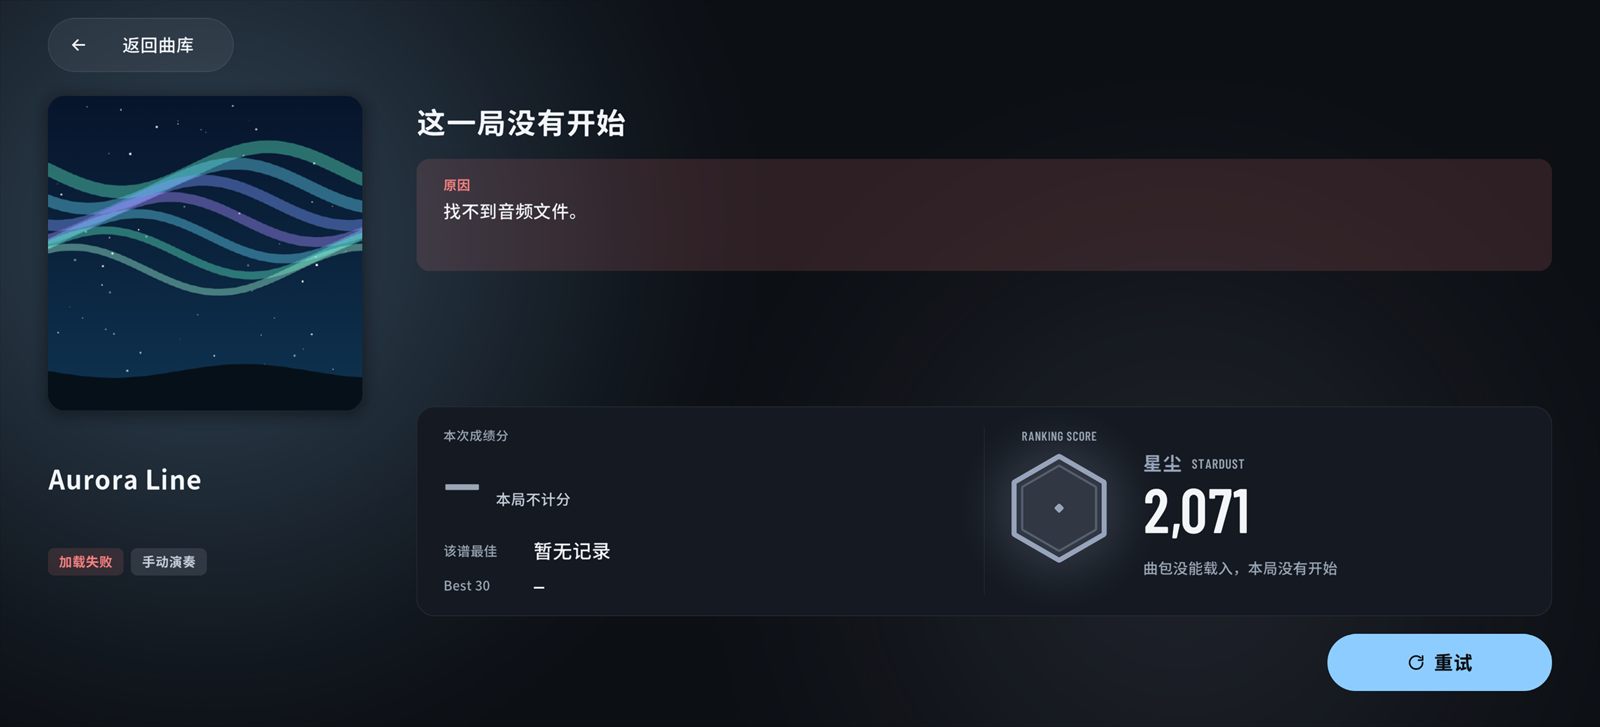 返回曲库
这一局没有开始
原因
找不到音频文件。
Aurora Line
加载失败
手动演奏
本次成绩分
— 本局不计分
该谱最佳 暂无记录
Best 30 –
RANKING SCORE
星尘 STARDUST
2,071
曲包没能载入，本局没有开始
重试